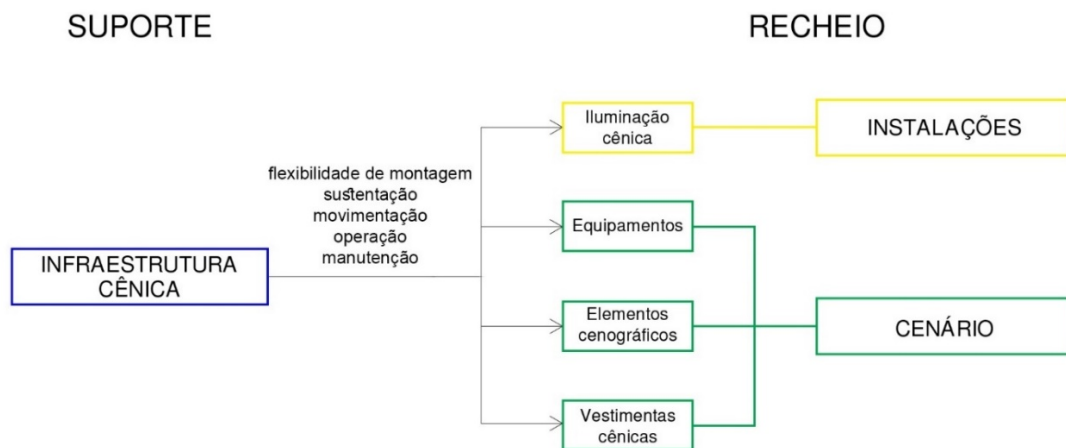 SUPORTE
RECHEIO
INFRAESTRUTURA
CÊNICA
flexibilidade de montagem
sustentação
movimentação
operação
manutenção
Iluminação
cênica
INSTALAÇÕES
Equipamentos
Elementos
cenográficos
Vestimentas
cênicas
CENÁRIO